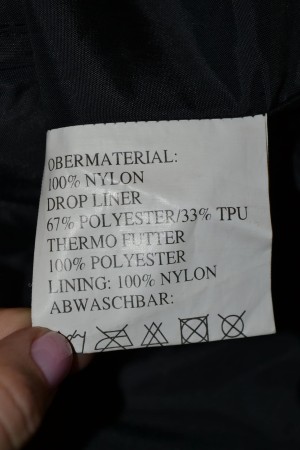 OBERMATERIAL:
100% NYLON
DROP LINER
67% POLYESTER/33% TPU
THERMO FUTTER
100% POLYESTER
LINING: 100% NYLON
ABWASCHBAR: